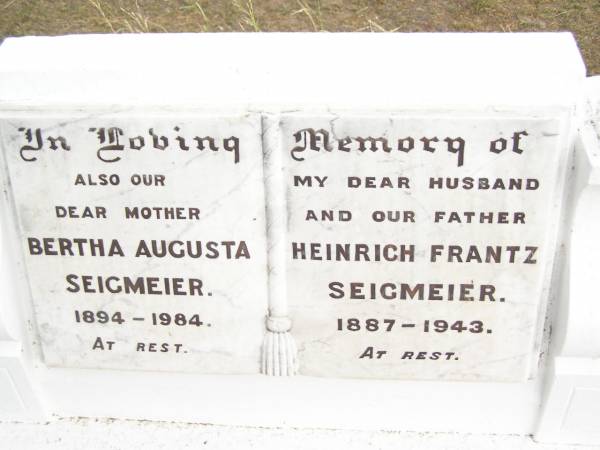 In Loving Memory of
ALSO OUR
DEAR MOTHER
BERTHA AUGUSTA
SEIGMEIER.
1894 – 1984.
AT REST.
MY DEAR HUSBAND
AND OUR FATHER
HEINRICH FRANTZ
SEIGMEIER.
1887 – 1943.
AT REST.